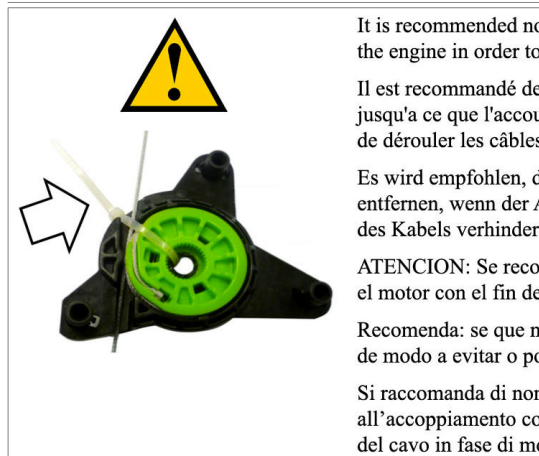 It is recommended
the engine in order to
Il est recommandé de
jusqu'a ce que l'accou
de dérouler les câbles
Es wird empfohlen, d
entfernen, wenn der A
des Kabels verhinder
ATENCION: Se reco
el motor con el fin de
Recomenda: se que n
de modo a evitar o po
Si raccomanda di nor
all’accoppiamento co
del cavo in fase di mo